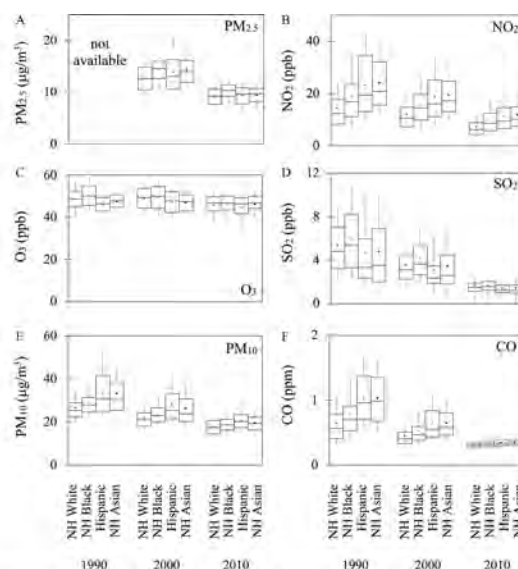 A
PM2.5
PM2.5 (μg/m³)
20
10
0
not
available
B
NO2
NO2 (ppb)
40
20
0
C
O3
O3 (ppb)
60
40
20
0
D
SO2
SO2 (ppb)
12
8
4
0
E
PM10
PM10 (μg/m³)
60
40
20
0
NH White
NH Black
Hispanic
NH Asian
NH White
NH Black
Hispanic
NH Asian
NH White
NH Black
Hispanic
NH Asian
1990
2000
2010
F
CO
CO (ppm)
2
1
0
NH White
NH Black
Hispanic
NH Asian
NH White
NH Black
Hispanic
NH Asian
NH White
NH Black
Hispanic
NH Asian
1990
2000
2010